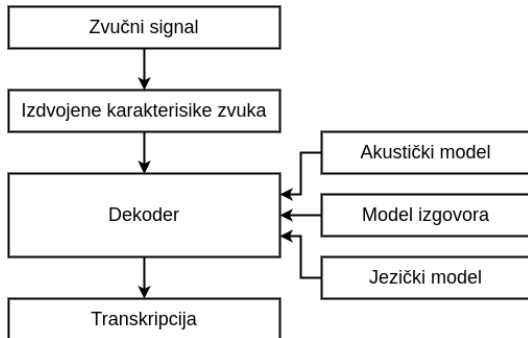 Zvučni signal
Izdvojene karakterisike zvuka
Akustički model
Dekoder
Model izgovora
Jezički model
Transkripcija